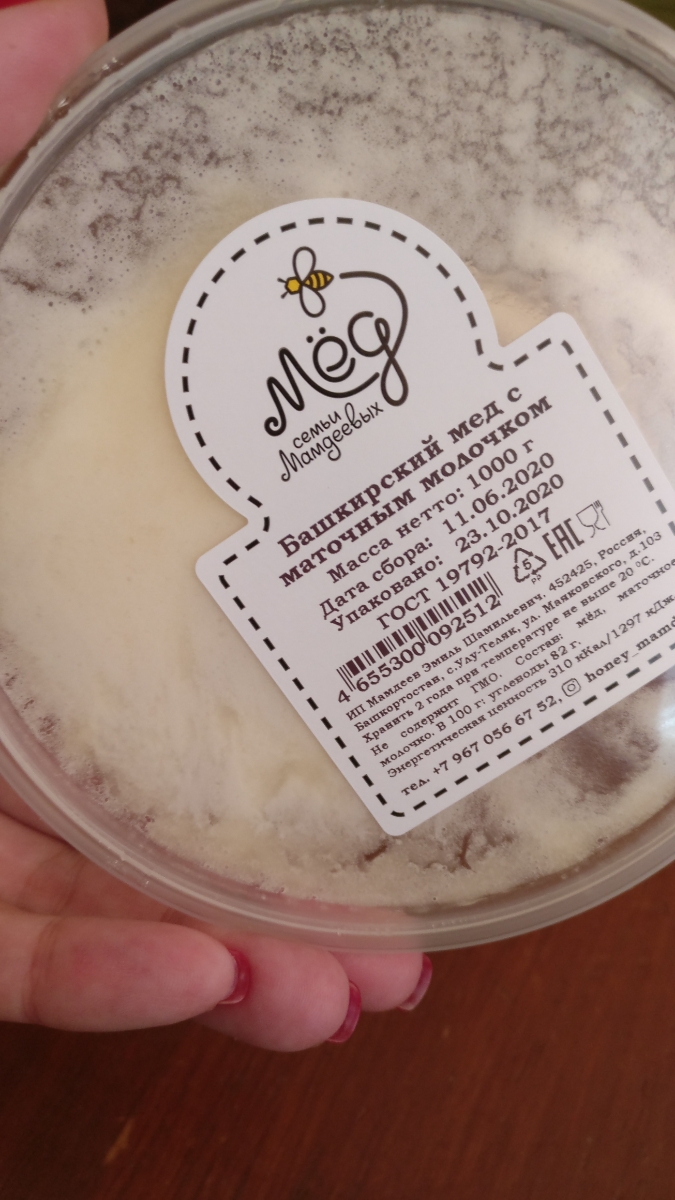 Мёд
семьи
Мамдеевых
Башкирский мед с
маточным молочком
Масса нетто: 1000 г
Дата сбора: 11.06.2020
Упаковано: 23.10.2020
ГОСТ 19792-2017
5
PP
EAC
4 655300 092512
ИП Мамдеев Эмиль Шамильевич. 452425, Россия,
Башкортостан, с.Улу-Теляк, ул. Маяковского, д.103
Хранить 2 года при температуре не выше 20 °С.
Не содержит ГМО. Состав: мёд, маточное
молочко. В 100 г: углеводы 82 г.
Энергетическая ценность 310 кКал/1297 кДж
тел. +7 967 056 67 52, honey_mamd